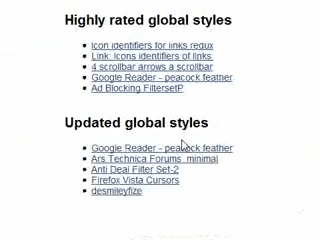 Highly rated global styles
Icon identifiers for links redux
Link: Icons identifiers of links
4 scrollbar arrows a scrollbar
Google Reader - peacock feather
Ad Blocking FiltersetP
Updated global styles
Google Reader - peacock feather
Ars Technica Forums minimal
Anti Deai Filter Set-2
Firefox Vista Cursors
desmileyfize